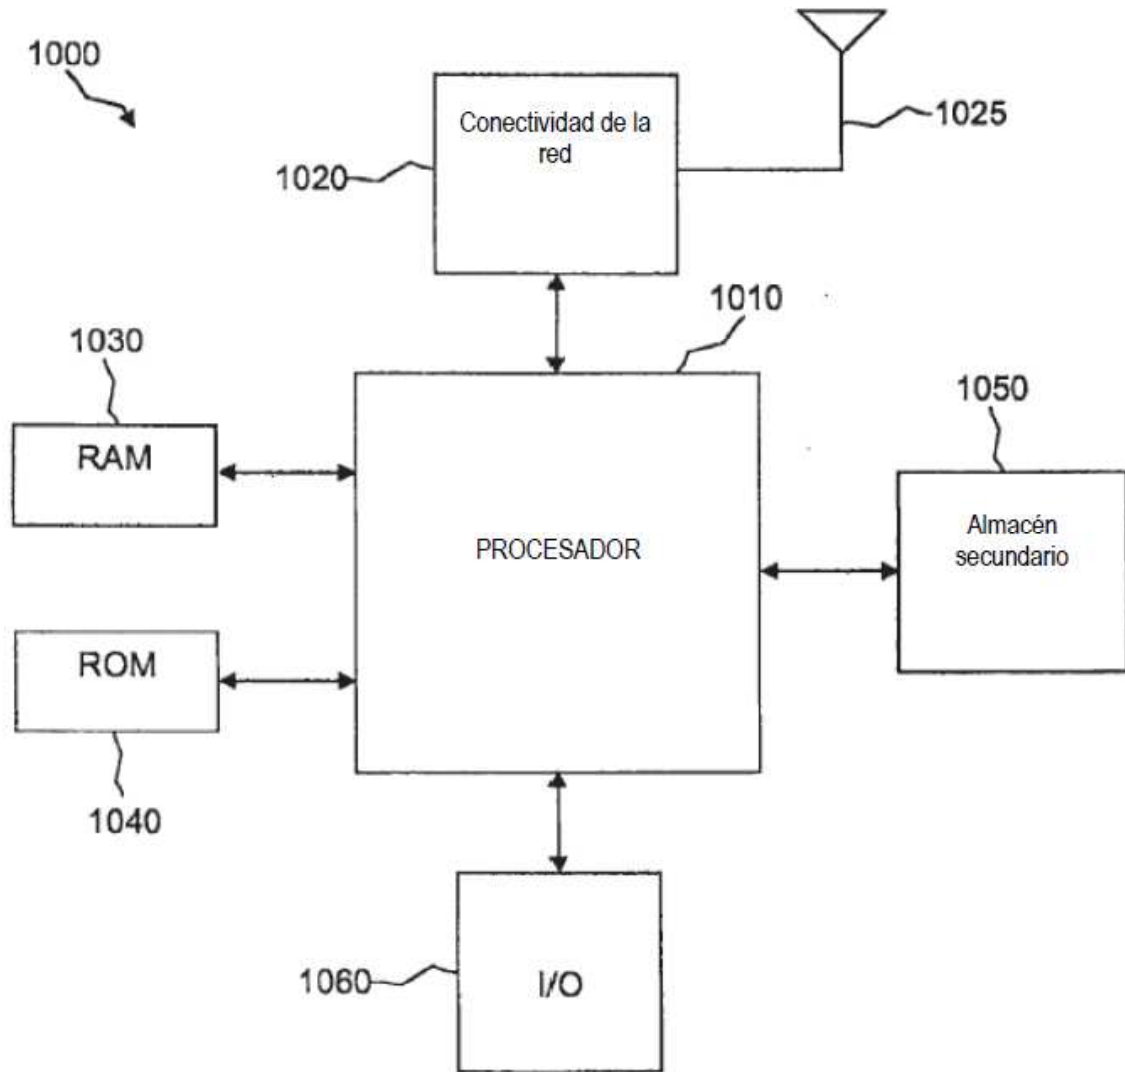 1000
Conectividad de la
red
1025
1020
1010
1030
1050
RAM
Almacén
secundario
PROCESADOR
ROM
1040
1060
I/O